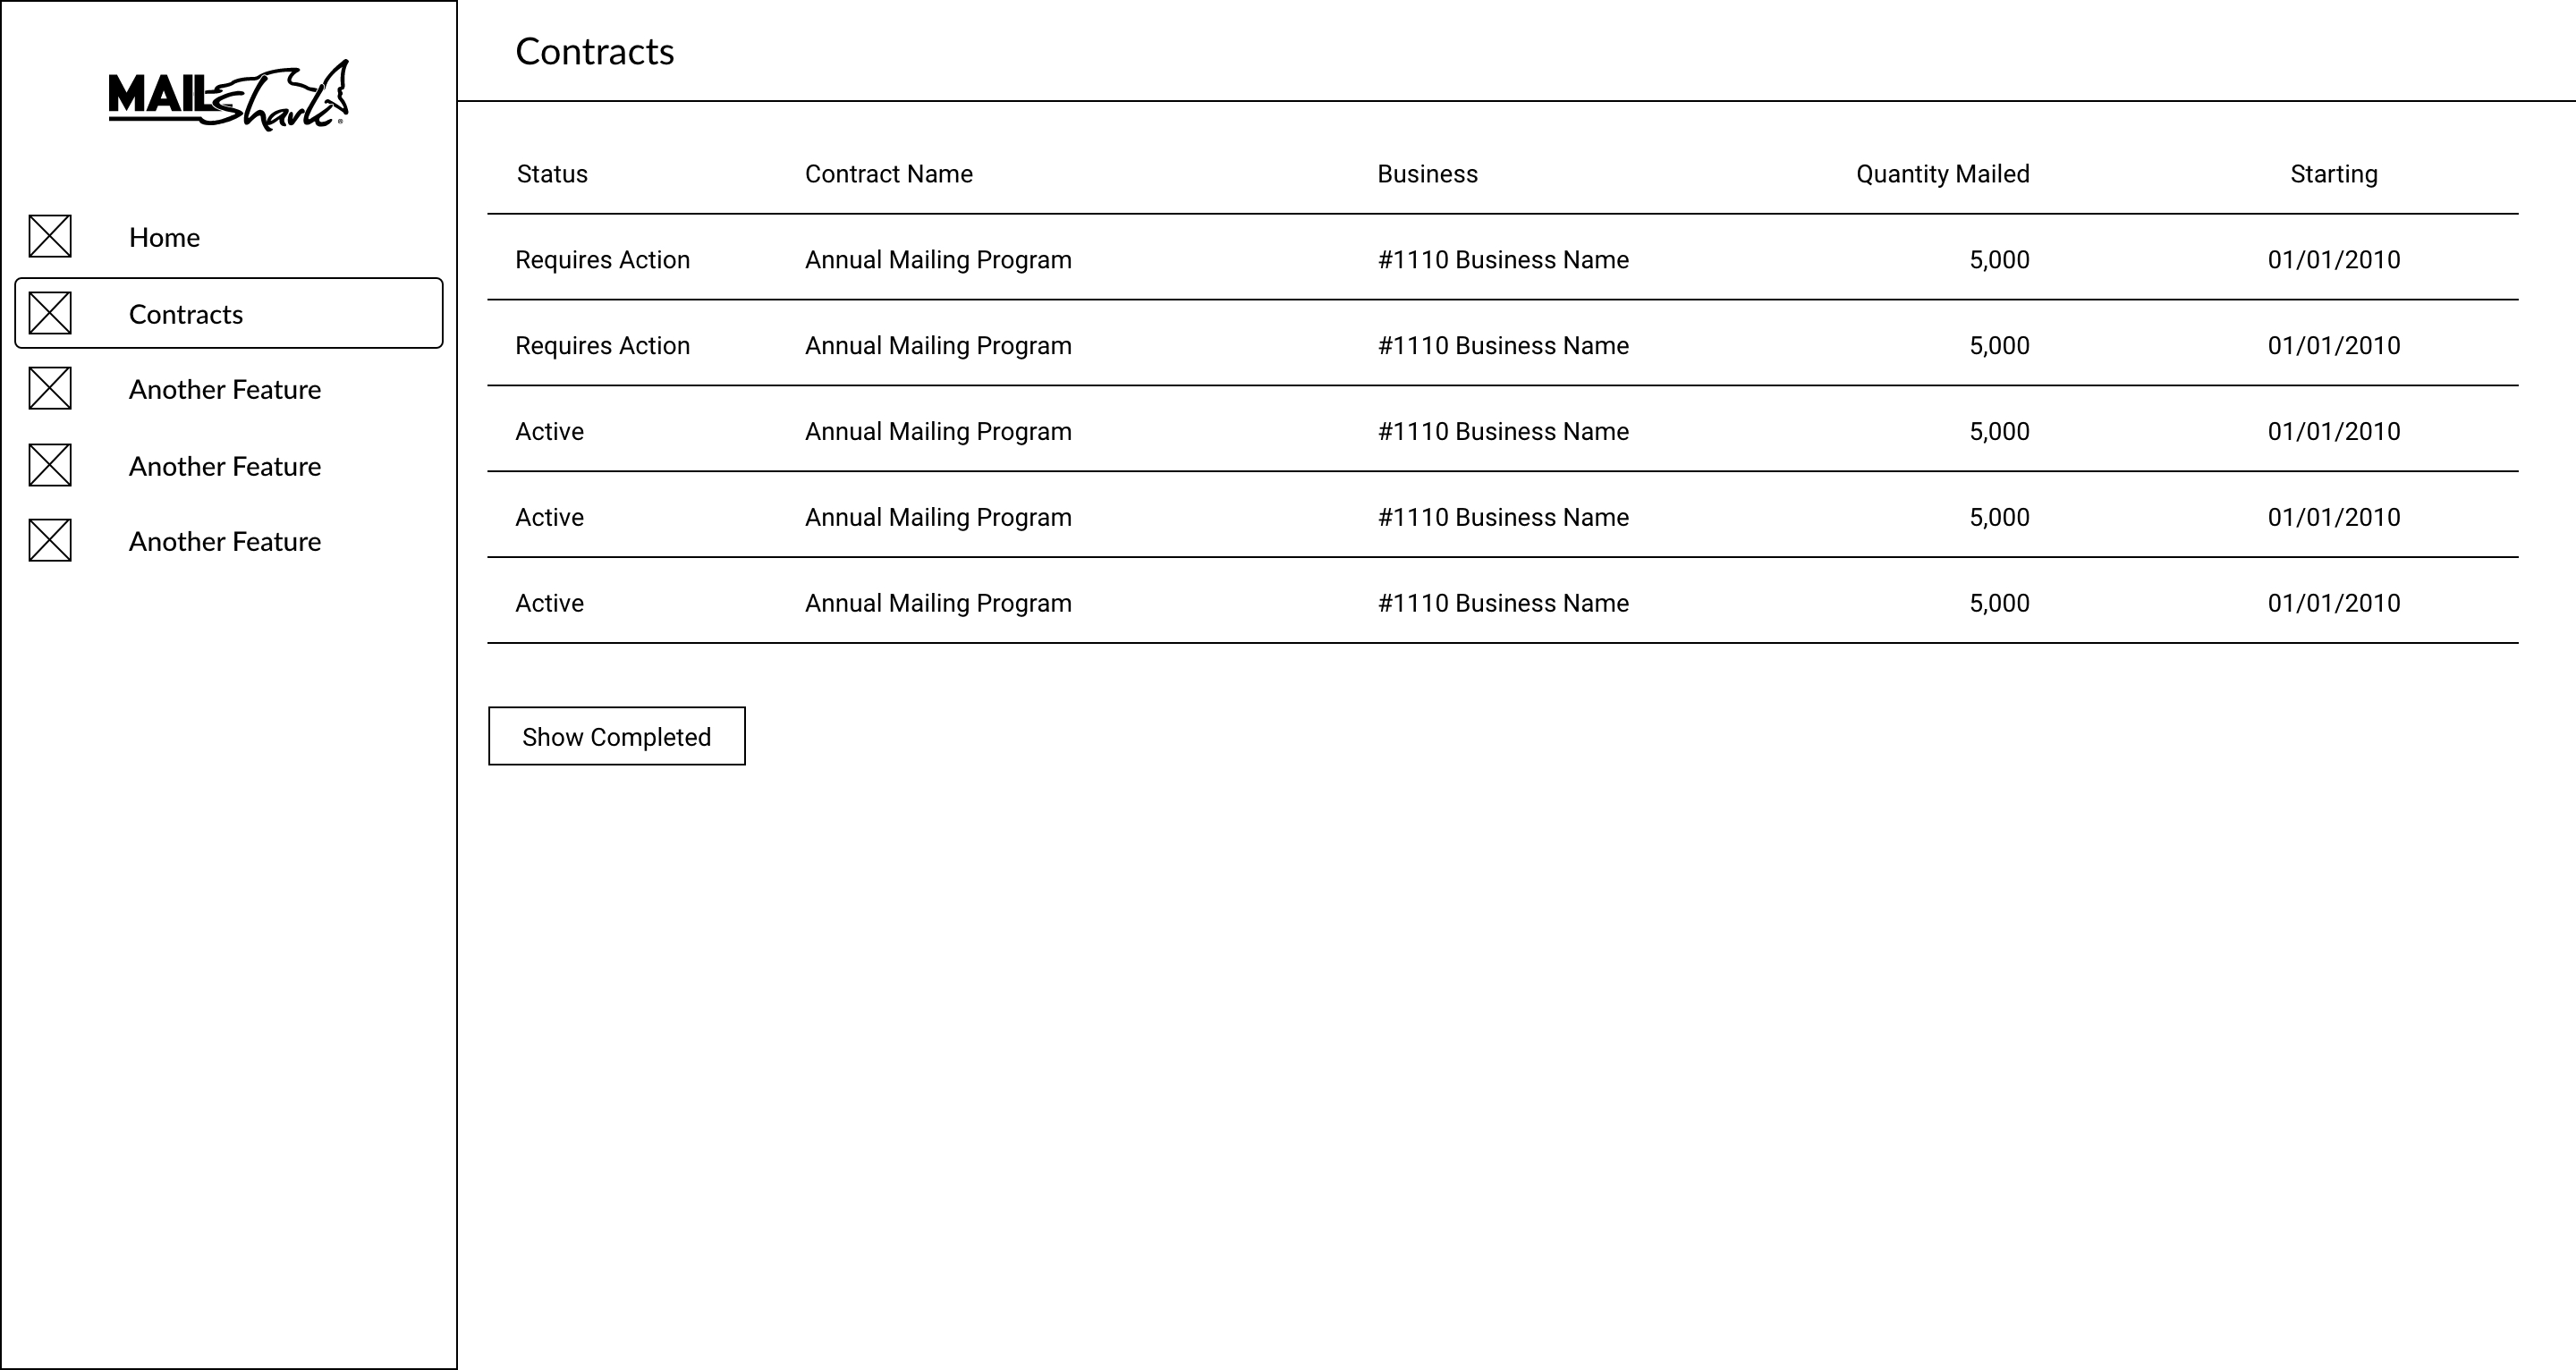 MAIL Shark®
Home
Contracts
Another Feature
Another Feature
Another Feature
Contracts
Status Contract Name Business Quantity Mailed Starting
Requires Action Annual Mailing Program #1110 Business Name 5,000 01/01/2010
Requires Action Annual Mailing Program #1110 Business Name 5,000 01/01/2010
Active Annual Mailing Program #1110 Business Name 5,000 01/01/2010
Active Annual Mailing Program #1110 Business Name 5,000 01/01/2010
Active Annual Mailing Program #1110 Business Name 5,000 01/01/2010
Show Completed